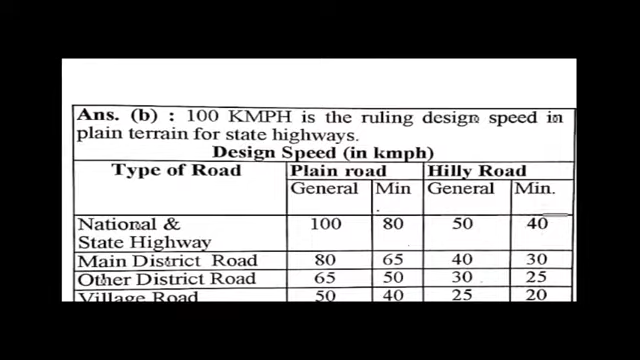 Ans. (b) : 100 KMPH is the ruling design speed in
plain terrain for state highways.
Design Speed (in kmph)
Type of Road Plain road Hilly Road
General Min General Min.
National & 100 80 50 40
State Highway
Main District Road 80 65 40 30
Other District Road 65 50 30 25
Village Road 50 40 25 20